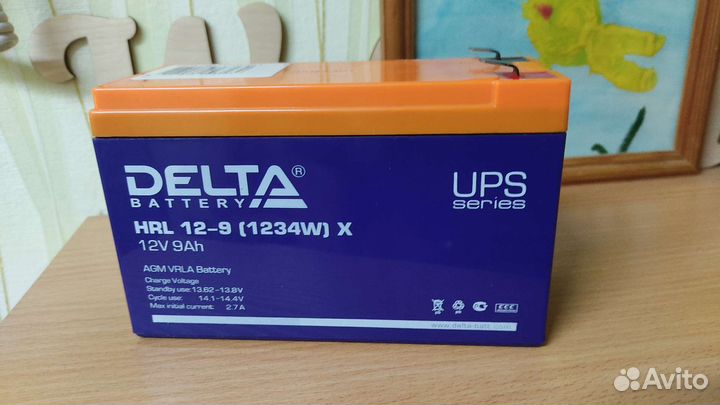 DELTA®
BATTERY
UPS
series
HRL 12-9 (1234W) X
12V 9Ah
AGM VRLA Battery
Charge Voltage
Standby use: 13.62-13.8V
Cycle use: 14.1-14.4V
Max initial current: 2.7A
www.delta-batt.com
Avito